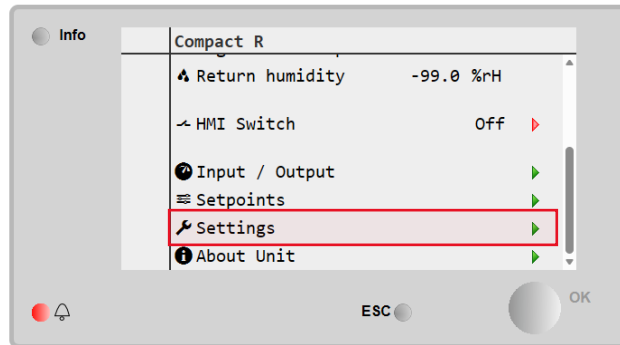 Info
Compact R
Return humidity -99.0 %rH
HMI Switch Off
Input / Output
Setpoints
Settings
About Unit
ESC
OK